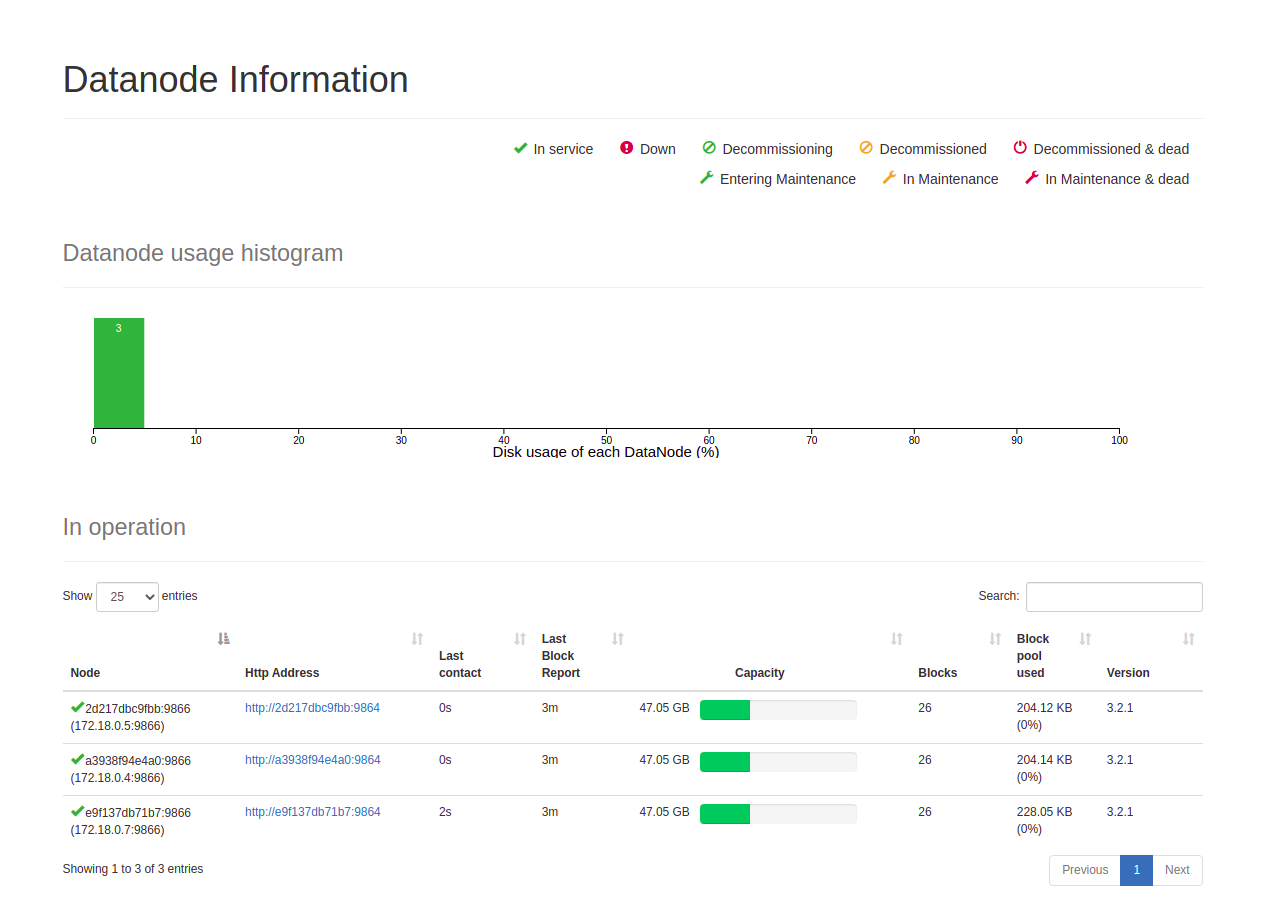 Datanode Information
In service Down Decommissioning Decommissioned Decommissioned & dead
Entering Maintenance In Maintenance In Maintenance & dead
Datanode usage histogram
3
0 10 20 30 40 50 60 70 80 90 100
Disk usage of each DataNode (%)
In operation
Show 25 entries Search:
Node Http Address Last contact Last Block Report Capacity Blocks Block pool used Version
2d217dbc9fbb:9866 http://2d217dbc9fbb:9864 0s 3m 47.05 GB 26 204.12 KB 3.2.1
(172.18.0.5:9866) (0%)
a3938f94e4a0:9866 http://a3938f94e4a0:9864 0s 3m 47.05 GB 26 204.14 KB 3.2.1
(172.18.0.4:9866) (0%)
e9f137db71b7:9866 http://e9f137db71b7:9864 2s 3m 47.05 GB 26 228.05 KB 3.2.1
(172.18.0.7:9866) (0%)
Showing 1 to 3 of 3 entries Previous 1 Next